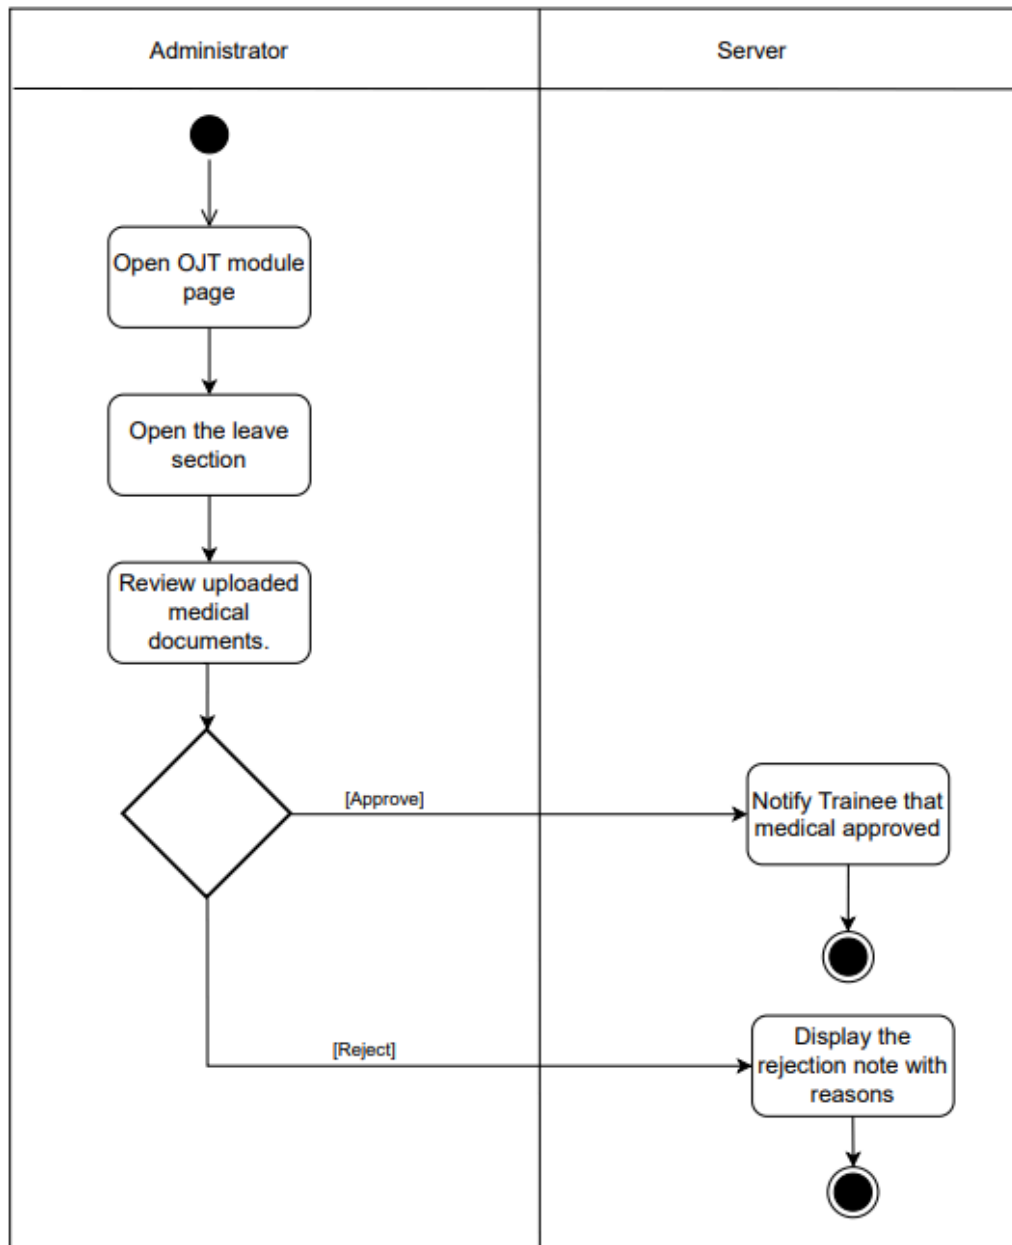 Administrator
Server
Open OJT module
page
Open the leave
section
Review uploaded
medical
documents.
[Approve]
Notify Trainee that
medical approved
[Reject]
Display the
rejection note with
reasons